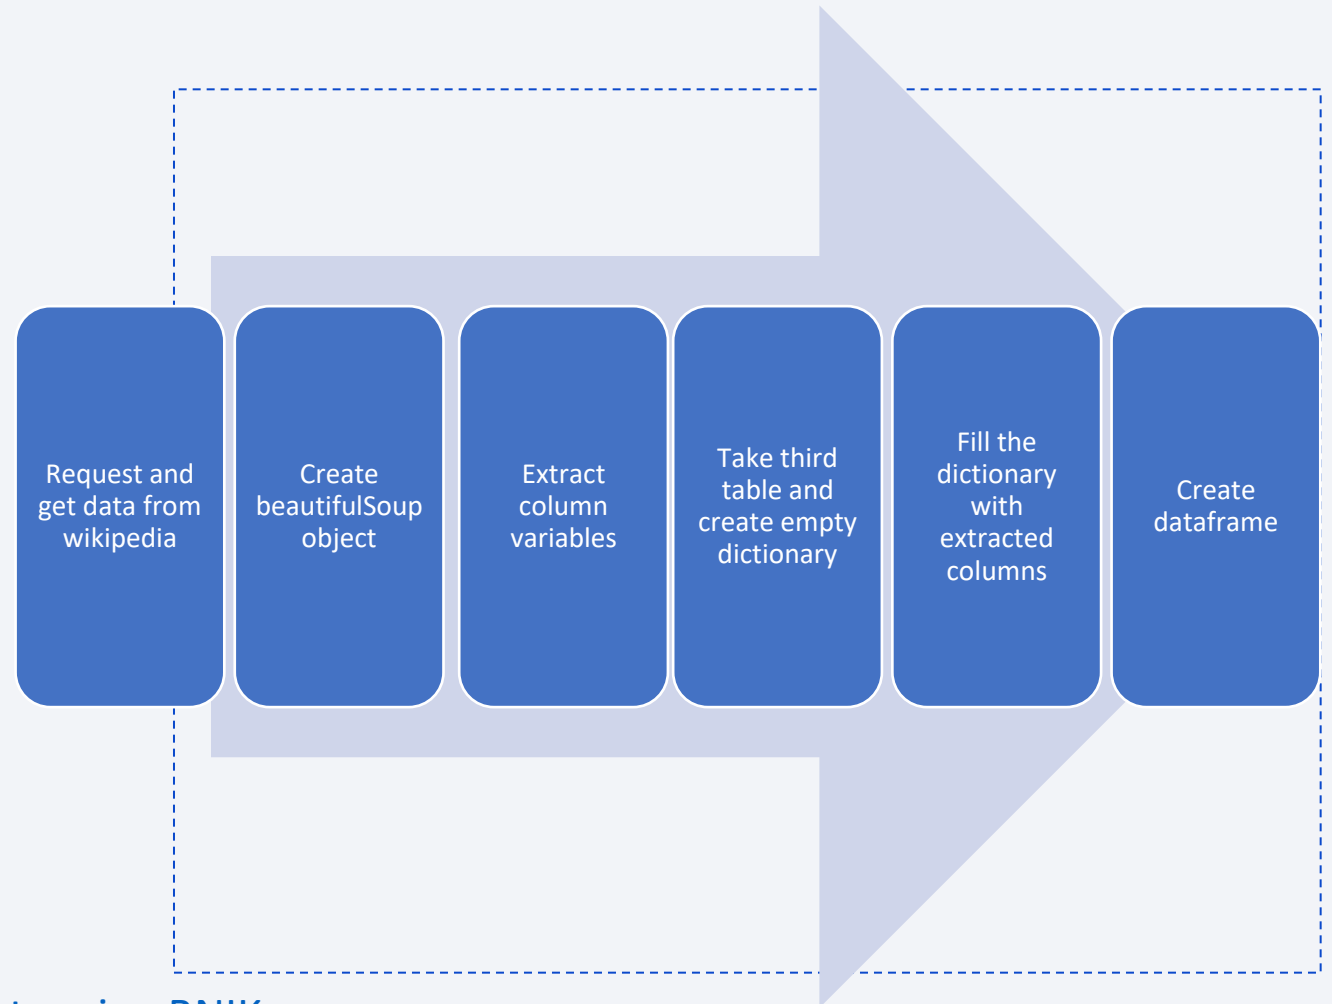 Request and
get data from
wikipedia
Create
beautifulSoup
object
Extract
column
variables
Take third
table and
create empty
dictionary
Fill the
dictionary
with
extracted
columns
Create
dataframe